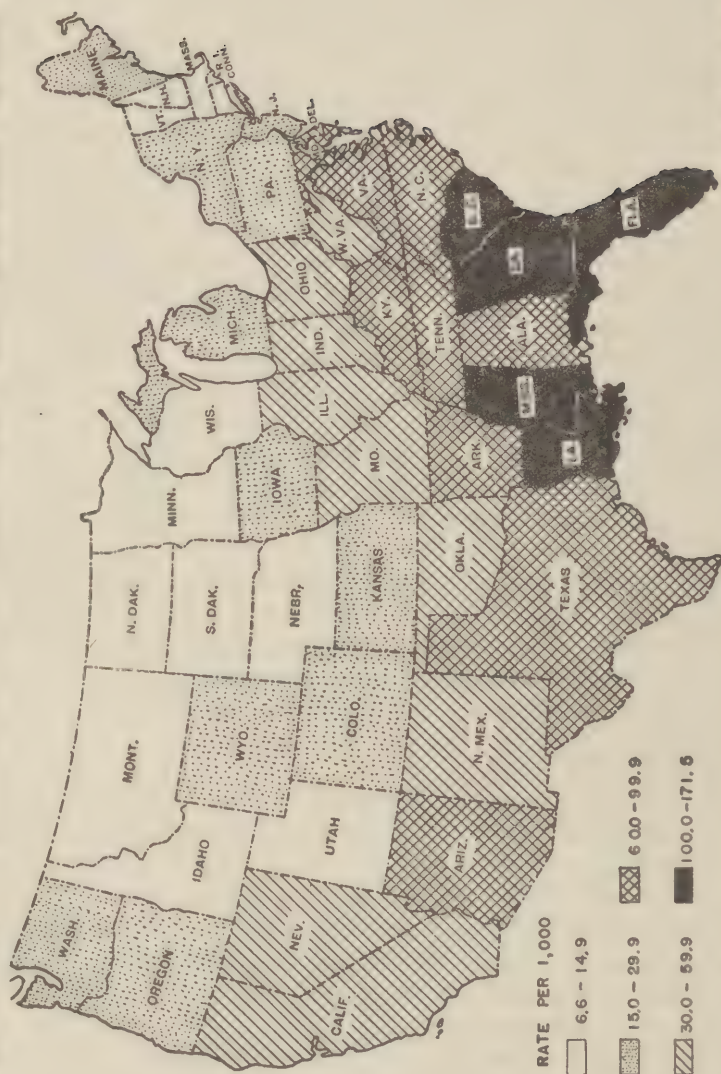 WASH.
OREGON
CALIF.
NEV.
IDAHO
MONT.
WYO.
UTAH
COLO.
ARIZ.
N. MEX.
N. DAK.
S. DAK.
NEBR.
KANSAS
OKLA.
TEXAS
MINN.
IOWA
MO.
ARK.
LA.
WIS.
ILL.
MICH.
IND.
OHIO
KY.
TENN.
MISS.
ALA.
GA.
FLA.
S.C.
N.C.
VA.
W. VA.
PA.
N.Y.
VT.
N.H.
MAINE
MASS.
R.I.
CONN.
N.J.
DEL.
MD.
RATE PER 1,000
6.6 - 14.9
15.0 - 29.9
30.0 - 59.9
60.0 - 99.9
100.0 - 171.5